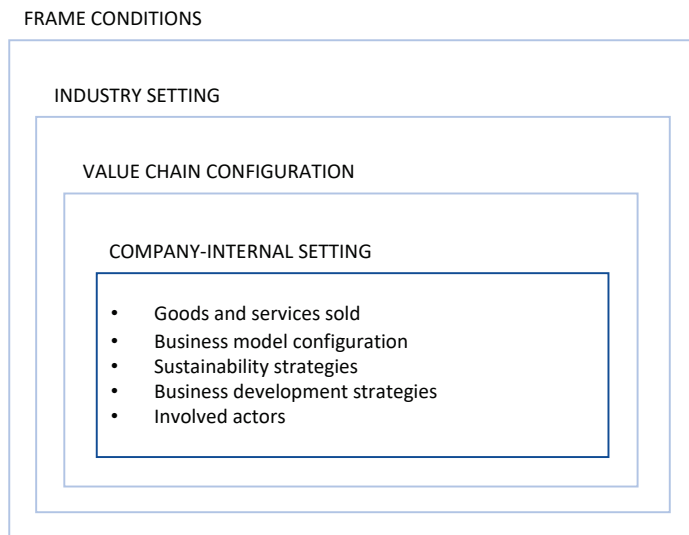 FRAME CONDITIONS
INDUSTRY SETTING
VALUE CHAIN CONFIGURATION
COMPANY-INTERNAL SETTING
• Goods and services sold
• Business model configuration
• Sustainability strategies
• Business development strategies
• Involved actors